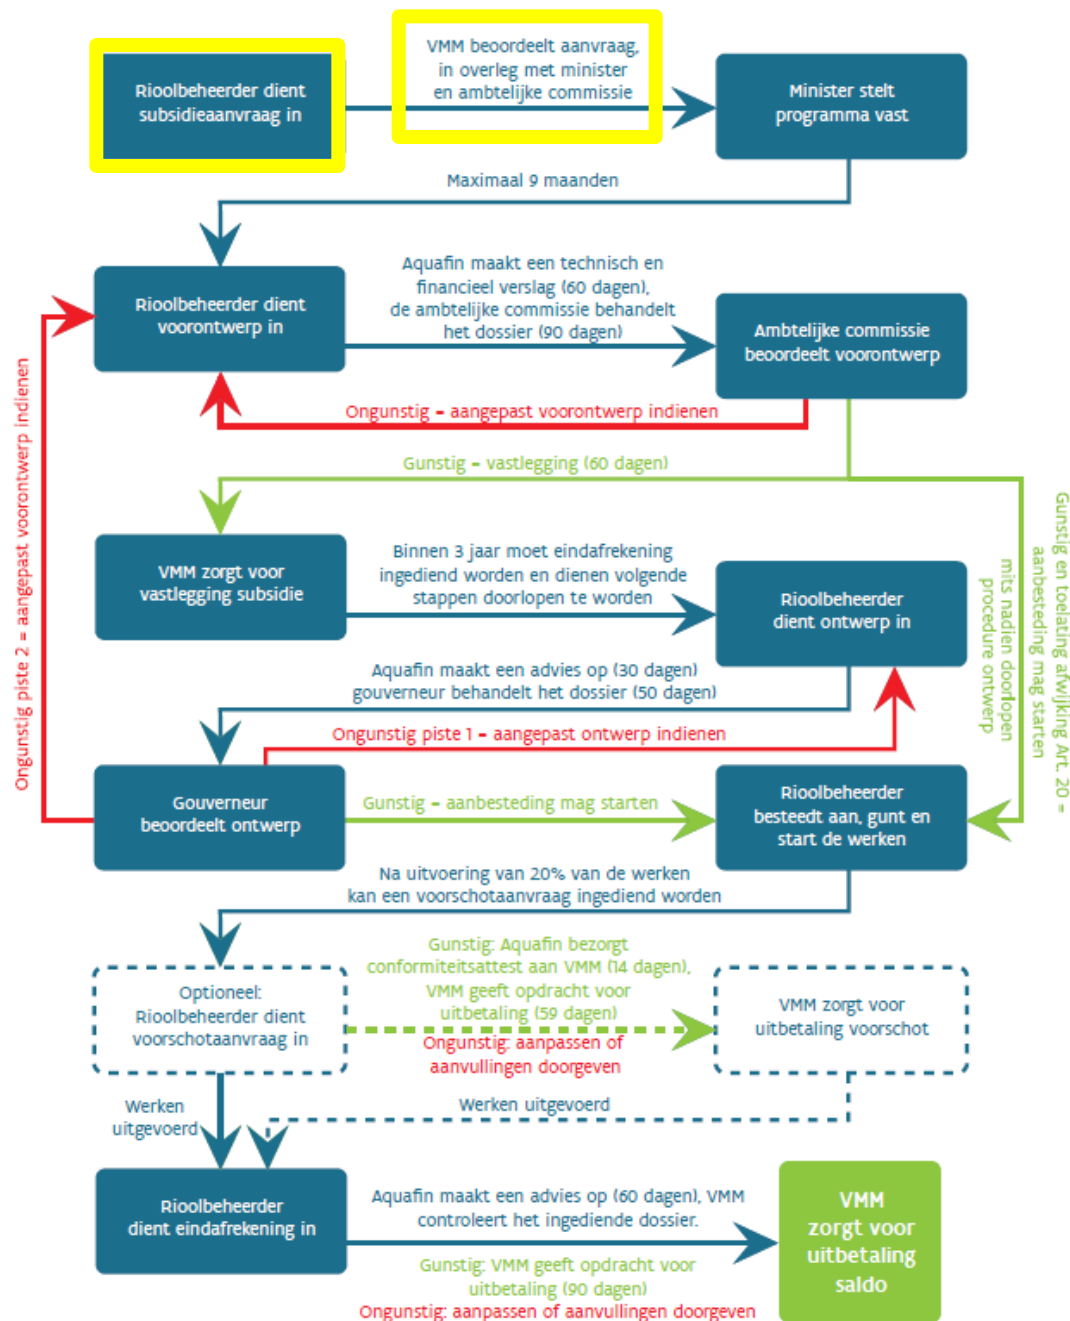 Rioolbeheerder dient
subsidieaanvraag in
VMM beoordeelt aanvraag,
in overleg met minister
en ambtelijke commissie
Minister stelt
programma vast
Maximaal 9 maanden
Rioolbeheerder dient
voorontwerp in
Aquafin maakt een technisch en
financieel verslag (60 dagen),
de ambtelijke commissie behandelt
het dossier (90 dagen)
Ambtelijke commissie
beoordeelt voorontwerp
Ongunstig = aangepast voorontwerp indienen
Gunstig = vastlegging (60 dagen)
Ongunstig piste 2 = aangepast voorontwerp indienen
Gunstig en toelating afwijking Art. 20 =
aanbesteding mag starten
mits nadien doorlopen
procedure ontwerp
VMM zorgt voor
vastlegging subsidie
Binnen 3 jaar moet eindafrekening
ingediend worden en dienen volgende
stappen doorlopen te worden
Rioolbeheerder
dient ontwerp in
Aquafin maakt een advies op (30 dagen)
gouverneur behandelt het dossier (50 dagen)
Ongunstig piste 1 = aangepast ontwerp indienen
Gouverneur
beoordeelt ontwerp
Gunstig = aanbesteding mag starten
Rioolbeheerder
besteedt aan, gunt en
start de werken
Na uitvoering van 20% van de werken
kan een voorschotaanvraag ingediend worden
Optioneel:
Rioolbeheerder dient
voorschotaanvraag in
Gunstig: Aquafin bezorgt
conformiteitsattest aan VMM (14 dagen),
VMM geeft opdracht voor
uitbetaling (59 dagen)
Ongunstig: aanpassen of
aanvullingen doorgeven
VMM zorgt voor
uitbetaling voorschot
Werken
uitgevoerd
Werken uitgevoerd
Rioolbeheerder
dient eindafrekening in
Aquafin maakt een advies op (60 dagen), VMM
controleert het ingediende dossier.
Gunstig: VMM geeft opdracht voor
uitbetaling (90 dagen)
Ongunstig: aanpassen of aanvullingen doorgeven
VMM
zorgt voor
uitbetaling
saldo